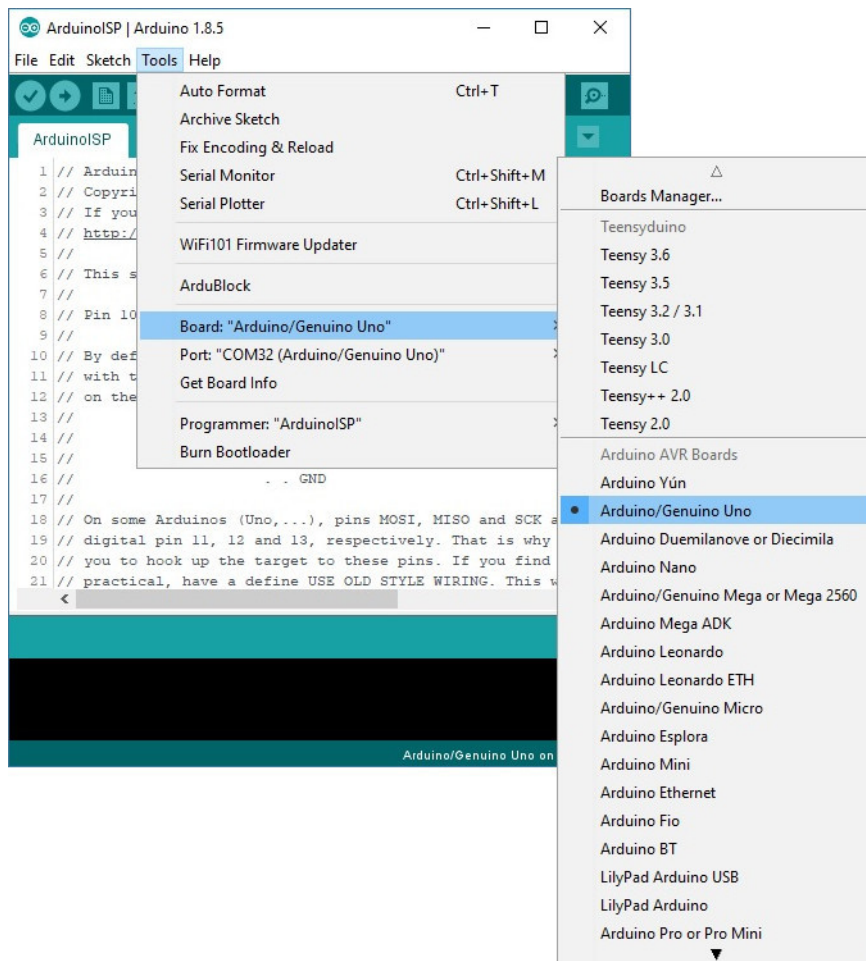 ArduinoISP | Arduino 1.8.5
File Edit Sketch Tools Help
ArduinoISP
Auto Format Ctrl+T
Archive Sketch
Fix Encoding & Reload
Serial Monitor Ctrl+Shift+M
Serial Plotter Ctrl+Shift+L
WiFi101 Firmware Updater
ArduBlock
Board: "Arduino/Genuino Uno"
Port: "COM32 (Arduino/Genuino Uno)"
Get Board Info
Programmer: "ArduinoISP"
Burn Bootloader
1 // Arduin
2 // Copyri
3 // If you
4 // http:/
5 //
6 // This s
7 //
8 // Pin 10
9 //
10 // By def
11 // with t
12 // on the
13 //
14 //
15 //
16 // . . GND
17 //
18 // On some Arduinos (Uno,...), pins MOSI, MISO and SCK a
19 // digital pin 11, 12 and 13, respectively. That is why
20 // you to hook up the target to these pins. If you find
21 // practical, have a define USE OLD STYLE WIRING. This w
Arduino/Genuino Uno on
Boards Manager...
Teensyduino
Teensy 3.6
Teensy 3.5
Teensy 3.2 / 3.1
Teensy 3.0
Teensy LC
Teensy++ 2.0
Teensy 2.0
Arduino AVR Boards
Arduino Yún
Arduino/Genuino Uno
Arduino Duemilanove or Diecimila
Arduino Nano
Arduino/Genuino Mega or Mega 2560
Arduino Mega ADK
Arduino Leonardo
Arduino Leonardo ETH
Arduino/Genuino Micro
Arduino Esplora
Arduino Mini
Arduino Ethernet
Arduino Fio
Arduino BT
LilyPad Arduino USB
LilyPad Arduino
Arduino Pro or Pro Mini